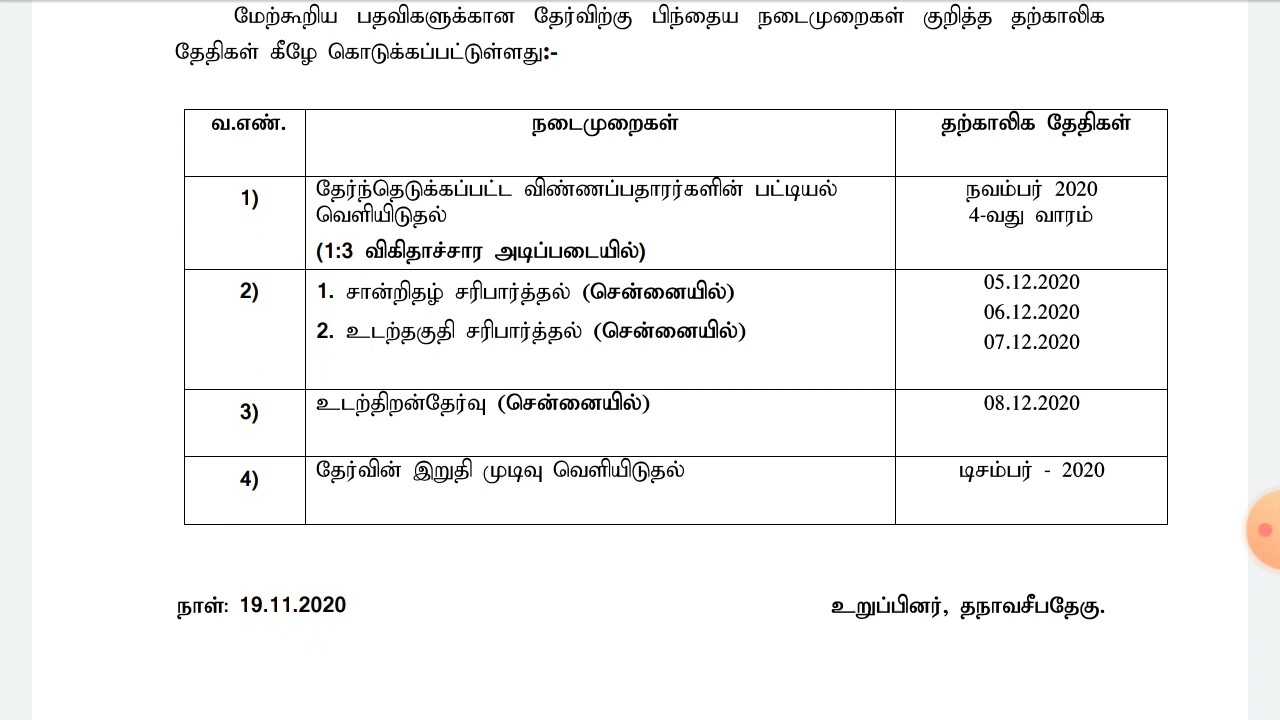 மேற்கூறிய பதவிகளுக்கான தேர்விற்கு பிந்தைய நடைமுறைகள் குறித்த தற்காலிக
தேதிகள் கீழே கொடுக்கப்பட்டுள்ளது:-
வ.எண். நடைமுறைகள் தற்காலிக தேதிகள்
1) தேர்ந்தெடுக்கப்பட்ட விண்ணப்பதாரர்களின் பட்டியல் நவம்பர் 2020
வெளியிடுதல் 4-வது வாரம்
(1:3 விகிதாச்சார அடிப்படையில்)
2) 1. சான்றிதழ் சரிபார்த்தல் (சென்னையில்) 05.12.2020
06.12.2020
2. உடற்தகுதி சரிபார்த்தல் (சென்னையில்) 07.12.2020
3) உடற்திறன்தேர்வு (சென்னையில்) 08.12.2020
4) தேர்வின் இறுதி முடிவு வெளியிடுதல் டிசம்பர் - 2020
நாள்: 19.11.2020 உறுப்பினர், தநாவசீபதேகு.